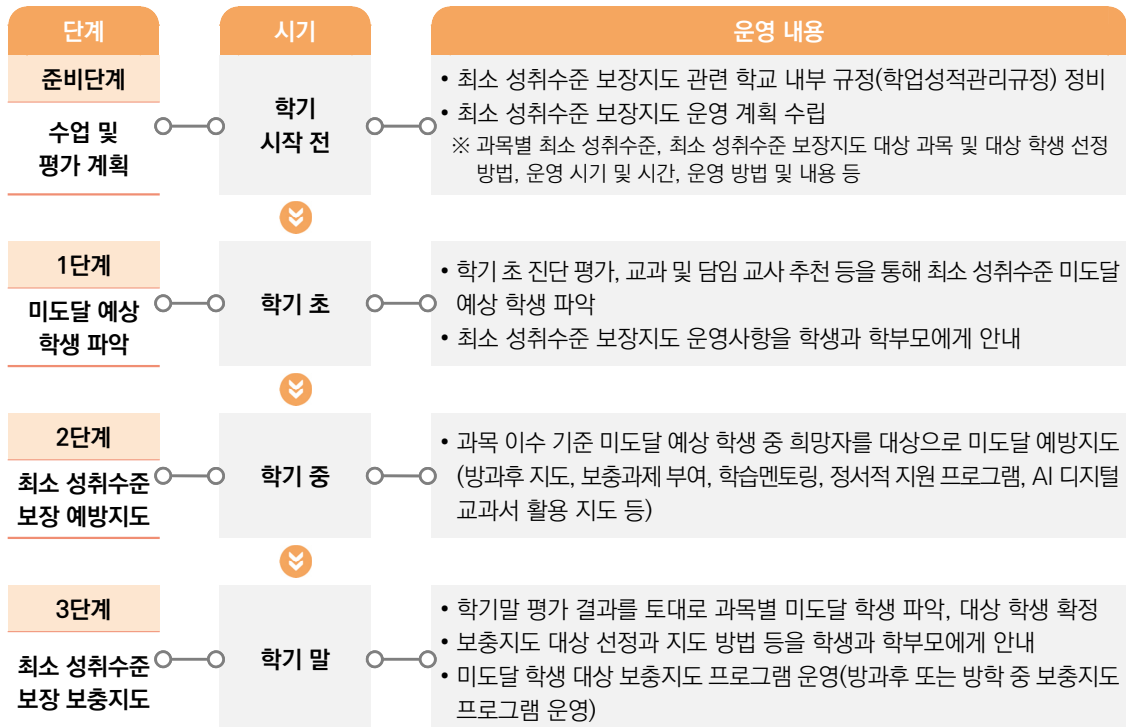 단계
시기
운영 내용
준비단계
수업 및
평가 계획
학기
시작 전
• 최소 성취수준 보장지도 관련 학교 내부 규정(학업성적관리규정) 정비
• 최소 성취수준 보장지도 운영 계획 수립
※ 과목별 최소 성취수준, 최소 성취수준 보장지도 대상 과목 및 대상 학생 선정
방법, 운영 시기 및 시간, 운영 방법 및 내용 등
1단계
미도달 예상
학생 파악
학기 초
• 학기 초 진단 평가, 교과 및 담임 교사 추천 등을 통해 최소 성취수준 미도달
예상 학생 파악
• 최소 성취수준 보장지도 운영사항을 학생과 학부모에게 안내
2단계
최소 성취수준
보장 예방지도
학기 중
• 과목 이수 기준 미도달 예상 학생 중 희망자를 대상으로 미도달 예방지도
(방과후 지도, 보충과제 부여, 학습멘토링, 정서적 지원 프로그램, AI 디지털
교과서 활용 지도 등)
3단계
최소 성취수준
보장 보충지도
학기 말
• 학기말 평가 결과를 토대로 과목별 미도달 학생 파악, 대상 학생 확정
• 보충지도 대상 선정과 지도 방법 등을 학생과 학부모에게 안내
• 미도달 학생 대상 보충지도 프로그램 운영(방과후 또는 방학 중 보충지도
프로그램 운영)